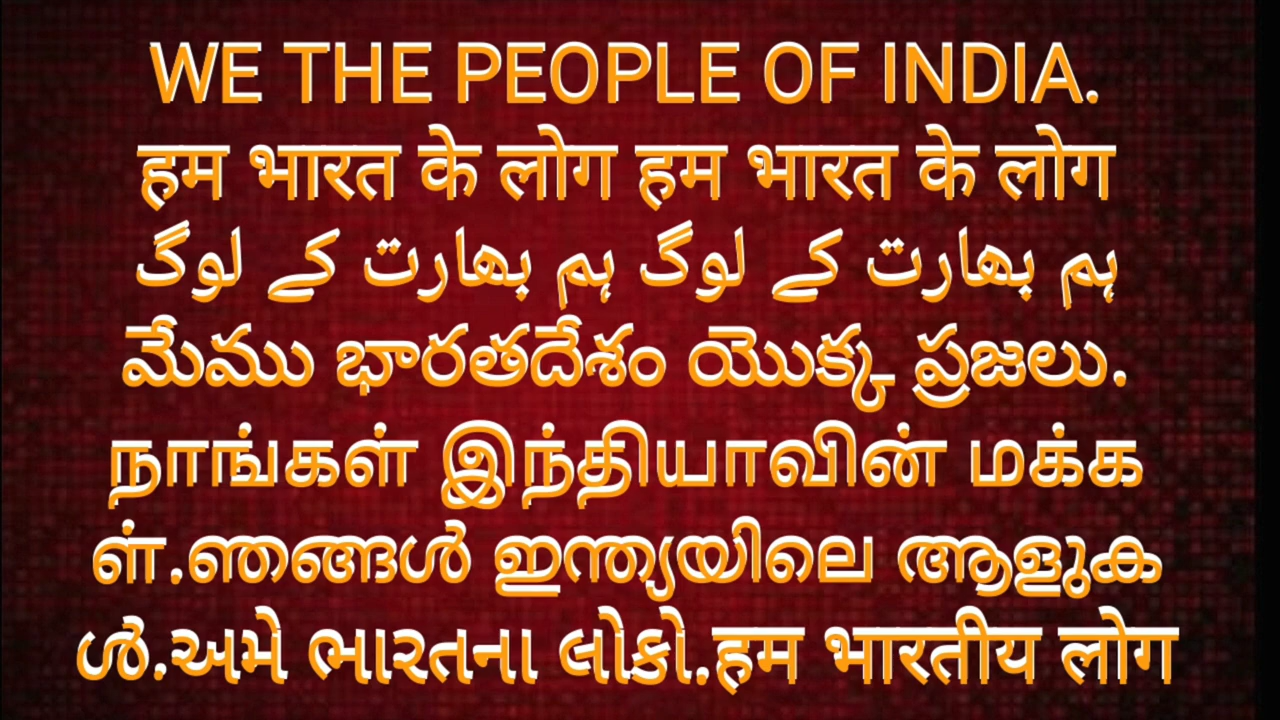 WE THE PEOPLE OF INDIA.
हम भारत के लोग हम भारत के लोग
ہم بھارت کے لوگ ہم بھارت کے لوگ
మేము భారతదేశం యొక్క ప్రజలు.
நாங்கள் இந்தியாவின் மக்க
ள்.ഞങ്ങൾ ഇന്ത്യയിലെ ആളുക
ൾ.અમે ભારતના લોકો.हम भारतीय लोग